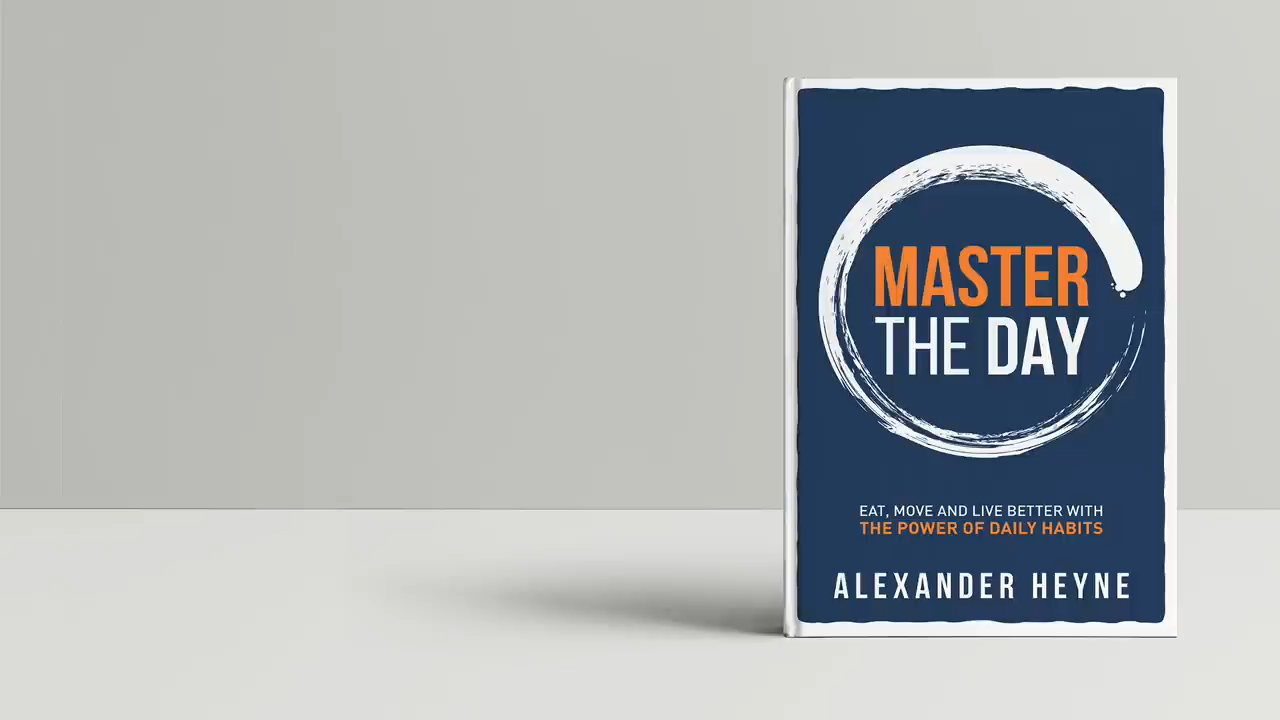 MASTER
THE DAY
EAT, MOVE AND LIVE BETTER WITH
THE POWER OF DAILY HABITS
ALEXANDER HEYNE